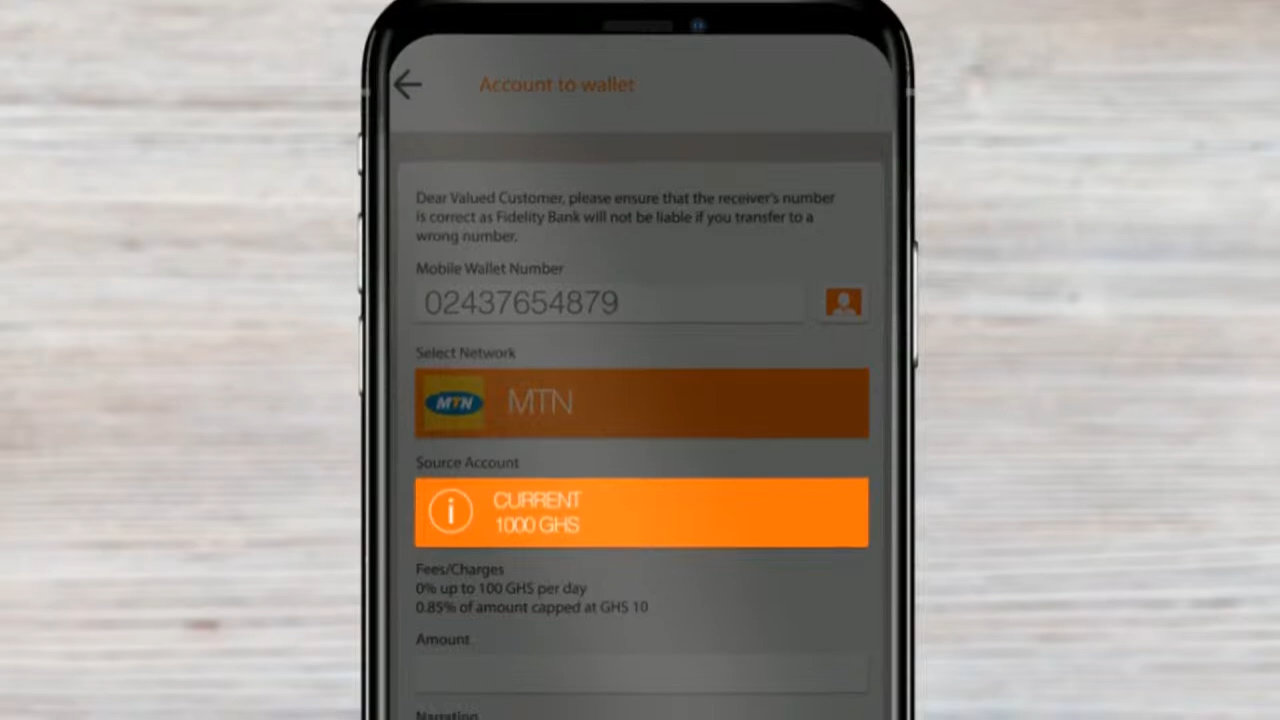 Account to wallet
Dear Valued Customer, please ensure that the receiver's number
is correct as Fidelity Bank will not be liable if you transfer to a
wrong number.
Mobile Wallet Number
02437654879
Select Network
MTN MTN
Source Account
i CURRENT
1000 GHS
Fees/Charges
0% up to 100 GHS per day
0.85% of amount capped at GHS 10
Amount
Narration